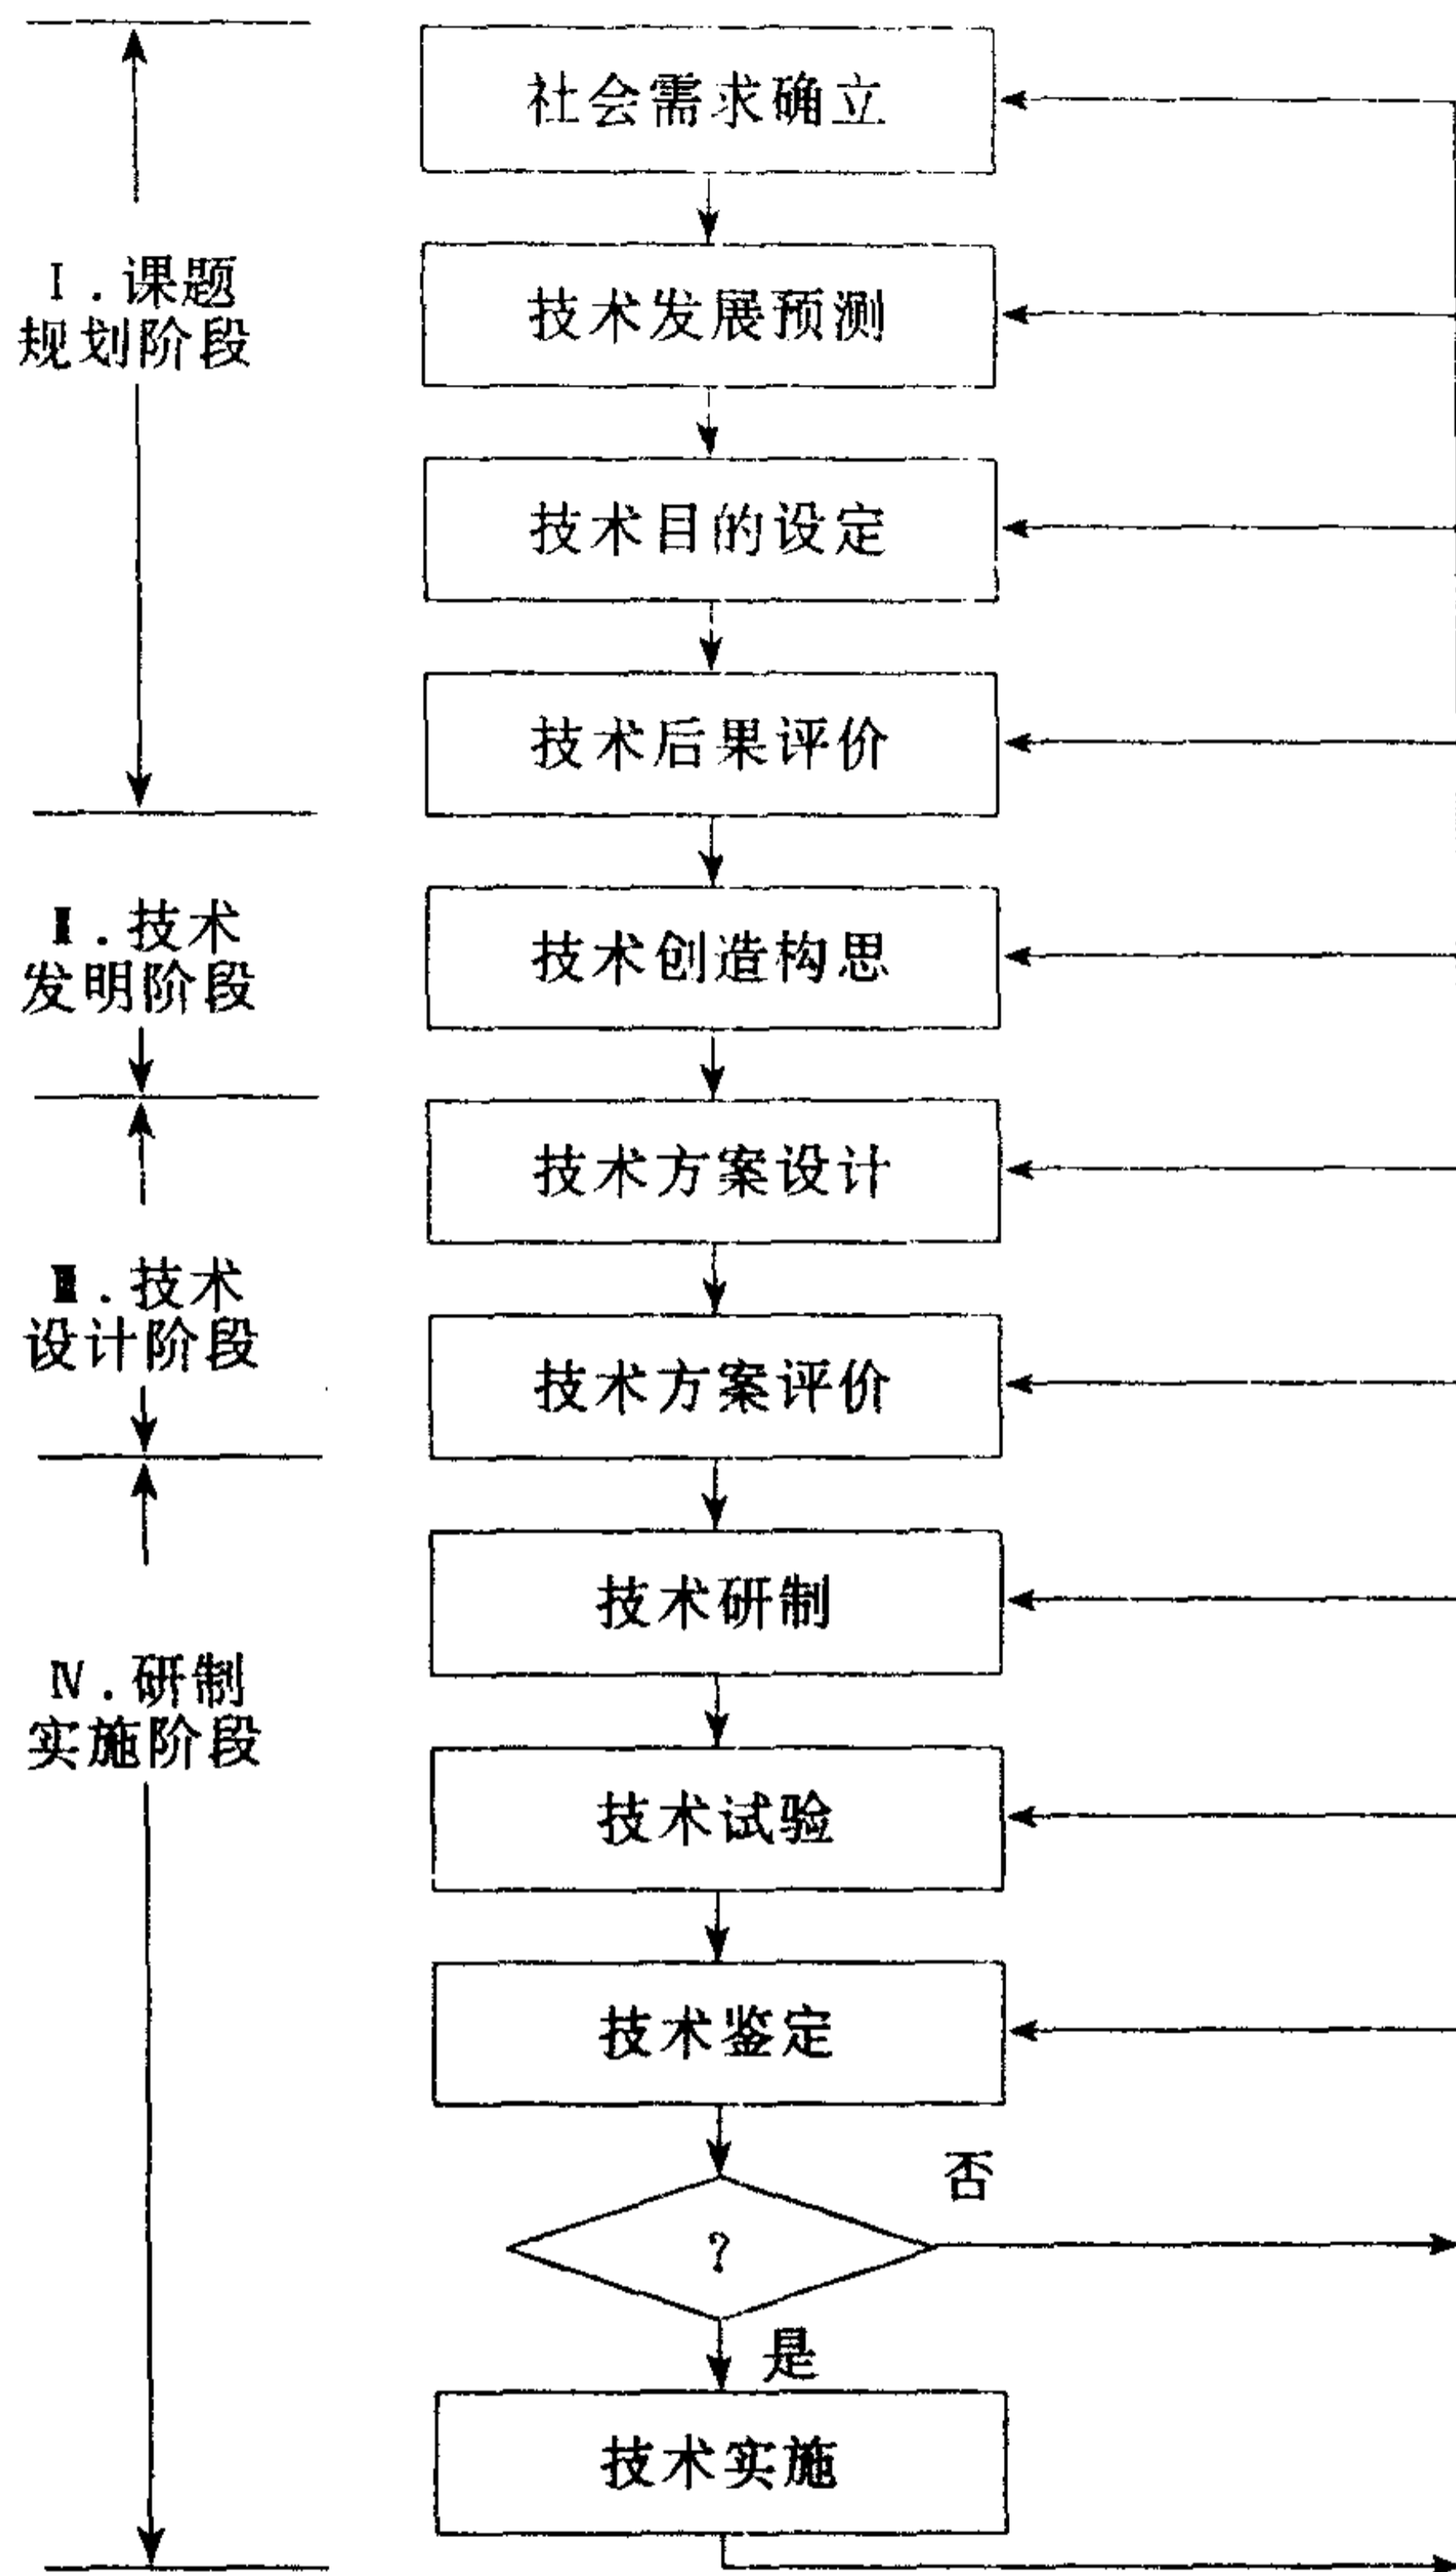 社会需求确立
Ⅰ.课题
规划阶段
技术发展预测
技术目的设定
技术后果评价
Ⅱ.技术
发明阶段
技术创造构思
技术方案设计
Ⅲ.技术
设计阶段
技术方案评价
技术研制
Ⅳ.研制
实施阶段
技术试验
技术鉴定
否
?
是
技术实施